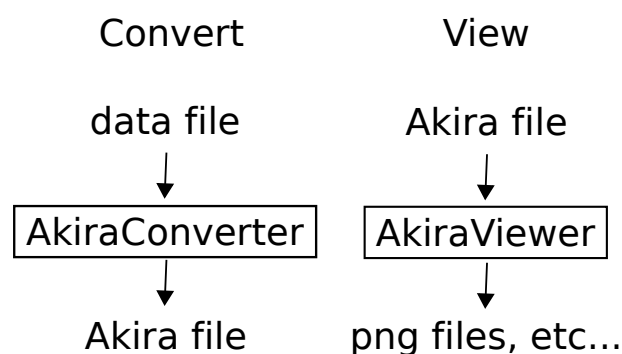 Convert
data file
AkiraConverter
Akira file
View
Akira file
AkiraViewer
png files, etc...